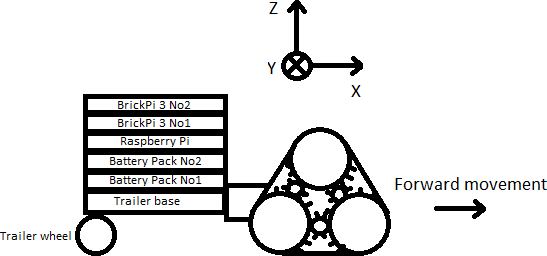 Z
Y
X
BrickPi 3 No2
BrickPi 3 No1
Raspberry Pi
Battery Pack No2
Battery Pack No1
Trailer base
Forward movement
Trailer wheel